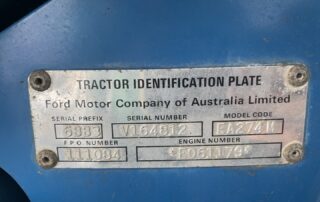 TRACTOR IDENTIFICATION PLATE
Ford Motor Company of Australia Limited
SERIAL PREFIX SERIAL NUMBER MODEL CODE
V164812
F.P.O. NUMBER ENGINE NUMBER
111084